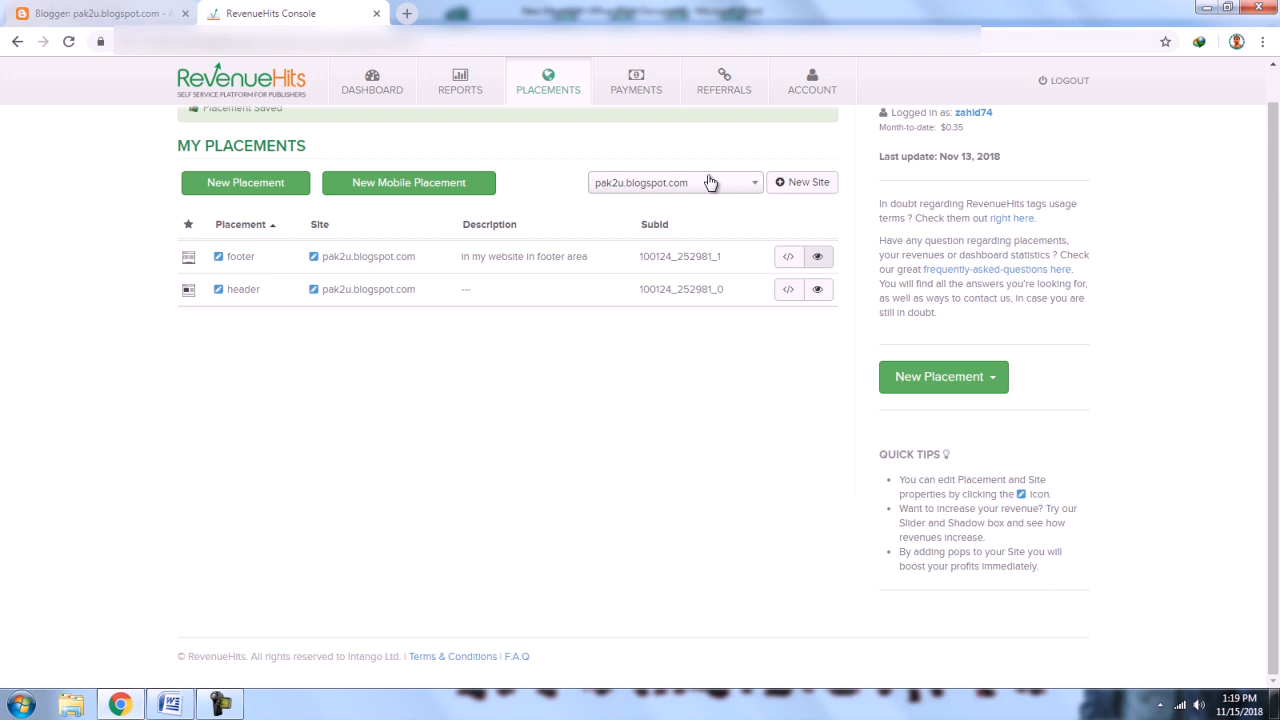 Blogger: pak2u.blogspot.com -
RevenueHits Console
RevenueHits
SELF SERVICE PLATFORM FOR PUBLISHERS
DASHBOARD
REPORTS
PLACEMENTS
PAYMENTS
REFERRALS
ACCOUNT
LOGOUT
Placement Saved
Logged in as: zahid74
Month-to-date: $0.35
Last update: Nov 13, 2018
MY PLACEMENTS
New Placement
New Mobile Placement
pak2u.blogspot.com
New Site
Placement Site Description SubId
footer pak2u.blogspot.com in my website in footer area 100124_252981_1 </>
header pak2u.blogspot.com --- 100124_252981_0 </>
In doubt regarding RevenueHits tags usage
terms ? Check them out right here.
Have any question regarding placements,
your revenues or dashboard statistics ? Check
our great frequently-asked-questions here.
You will find all the answers you're looking for,
as well as ways to contact us, in case you are
still in doubt.
New Placement
QUICK TIPS
You can edit Placement and Site
properties by clicking the icon.
Want to increase your revenue? Try our
Slider and Shadow box and see how
revenues increase.
By adding pops to your Site you will
boost your profits immediately.
© RevenueHits. All rights reserved to Intango Ltd. | Terms & Conditions | F.A.Q
1:19 PM
11/15/2018